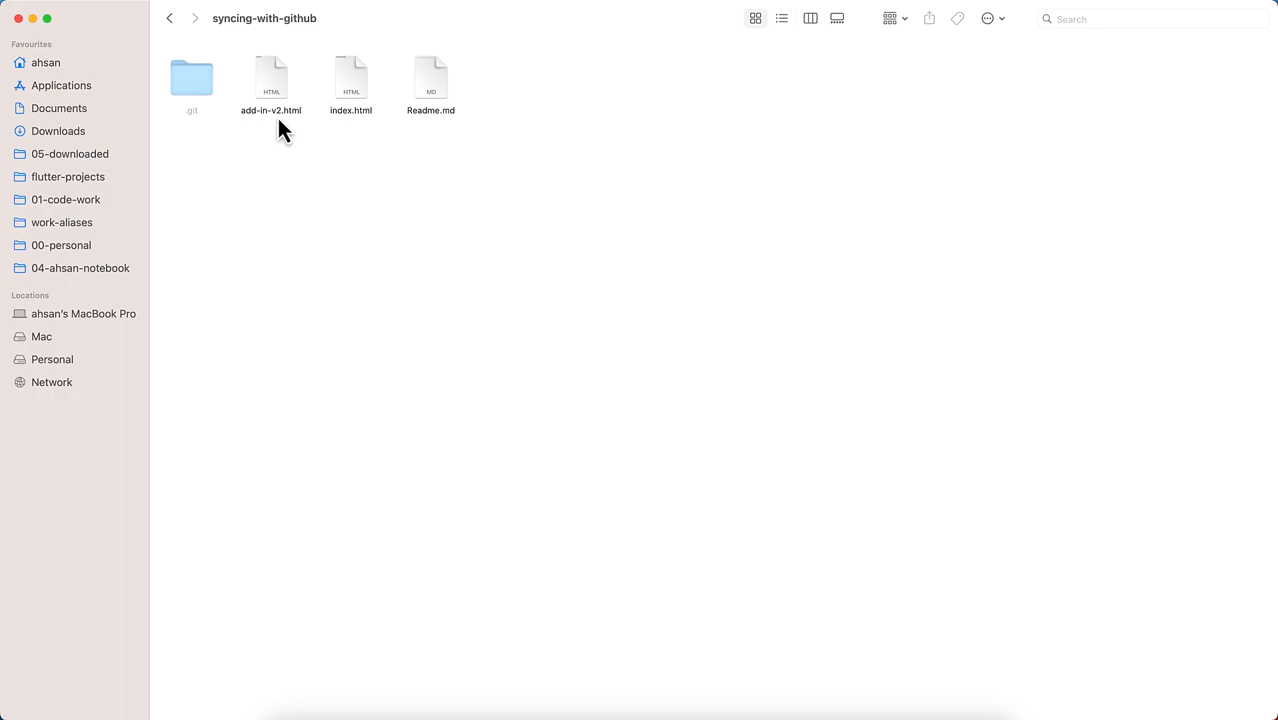 syncing-with-github
Search
Favourites
ahsan
Applications
Documents
Downloads
05-downloaded
flutter-projects
01-code-work
work-aliases
00-personal
04-ahsan-notebook
Locations
ahsan's MacBook Pro
Mac
Personal
Network
HTML
HTML
MD
.git
add-in-v2.html
index.html
Readme.md